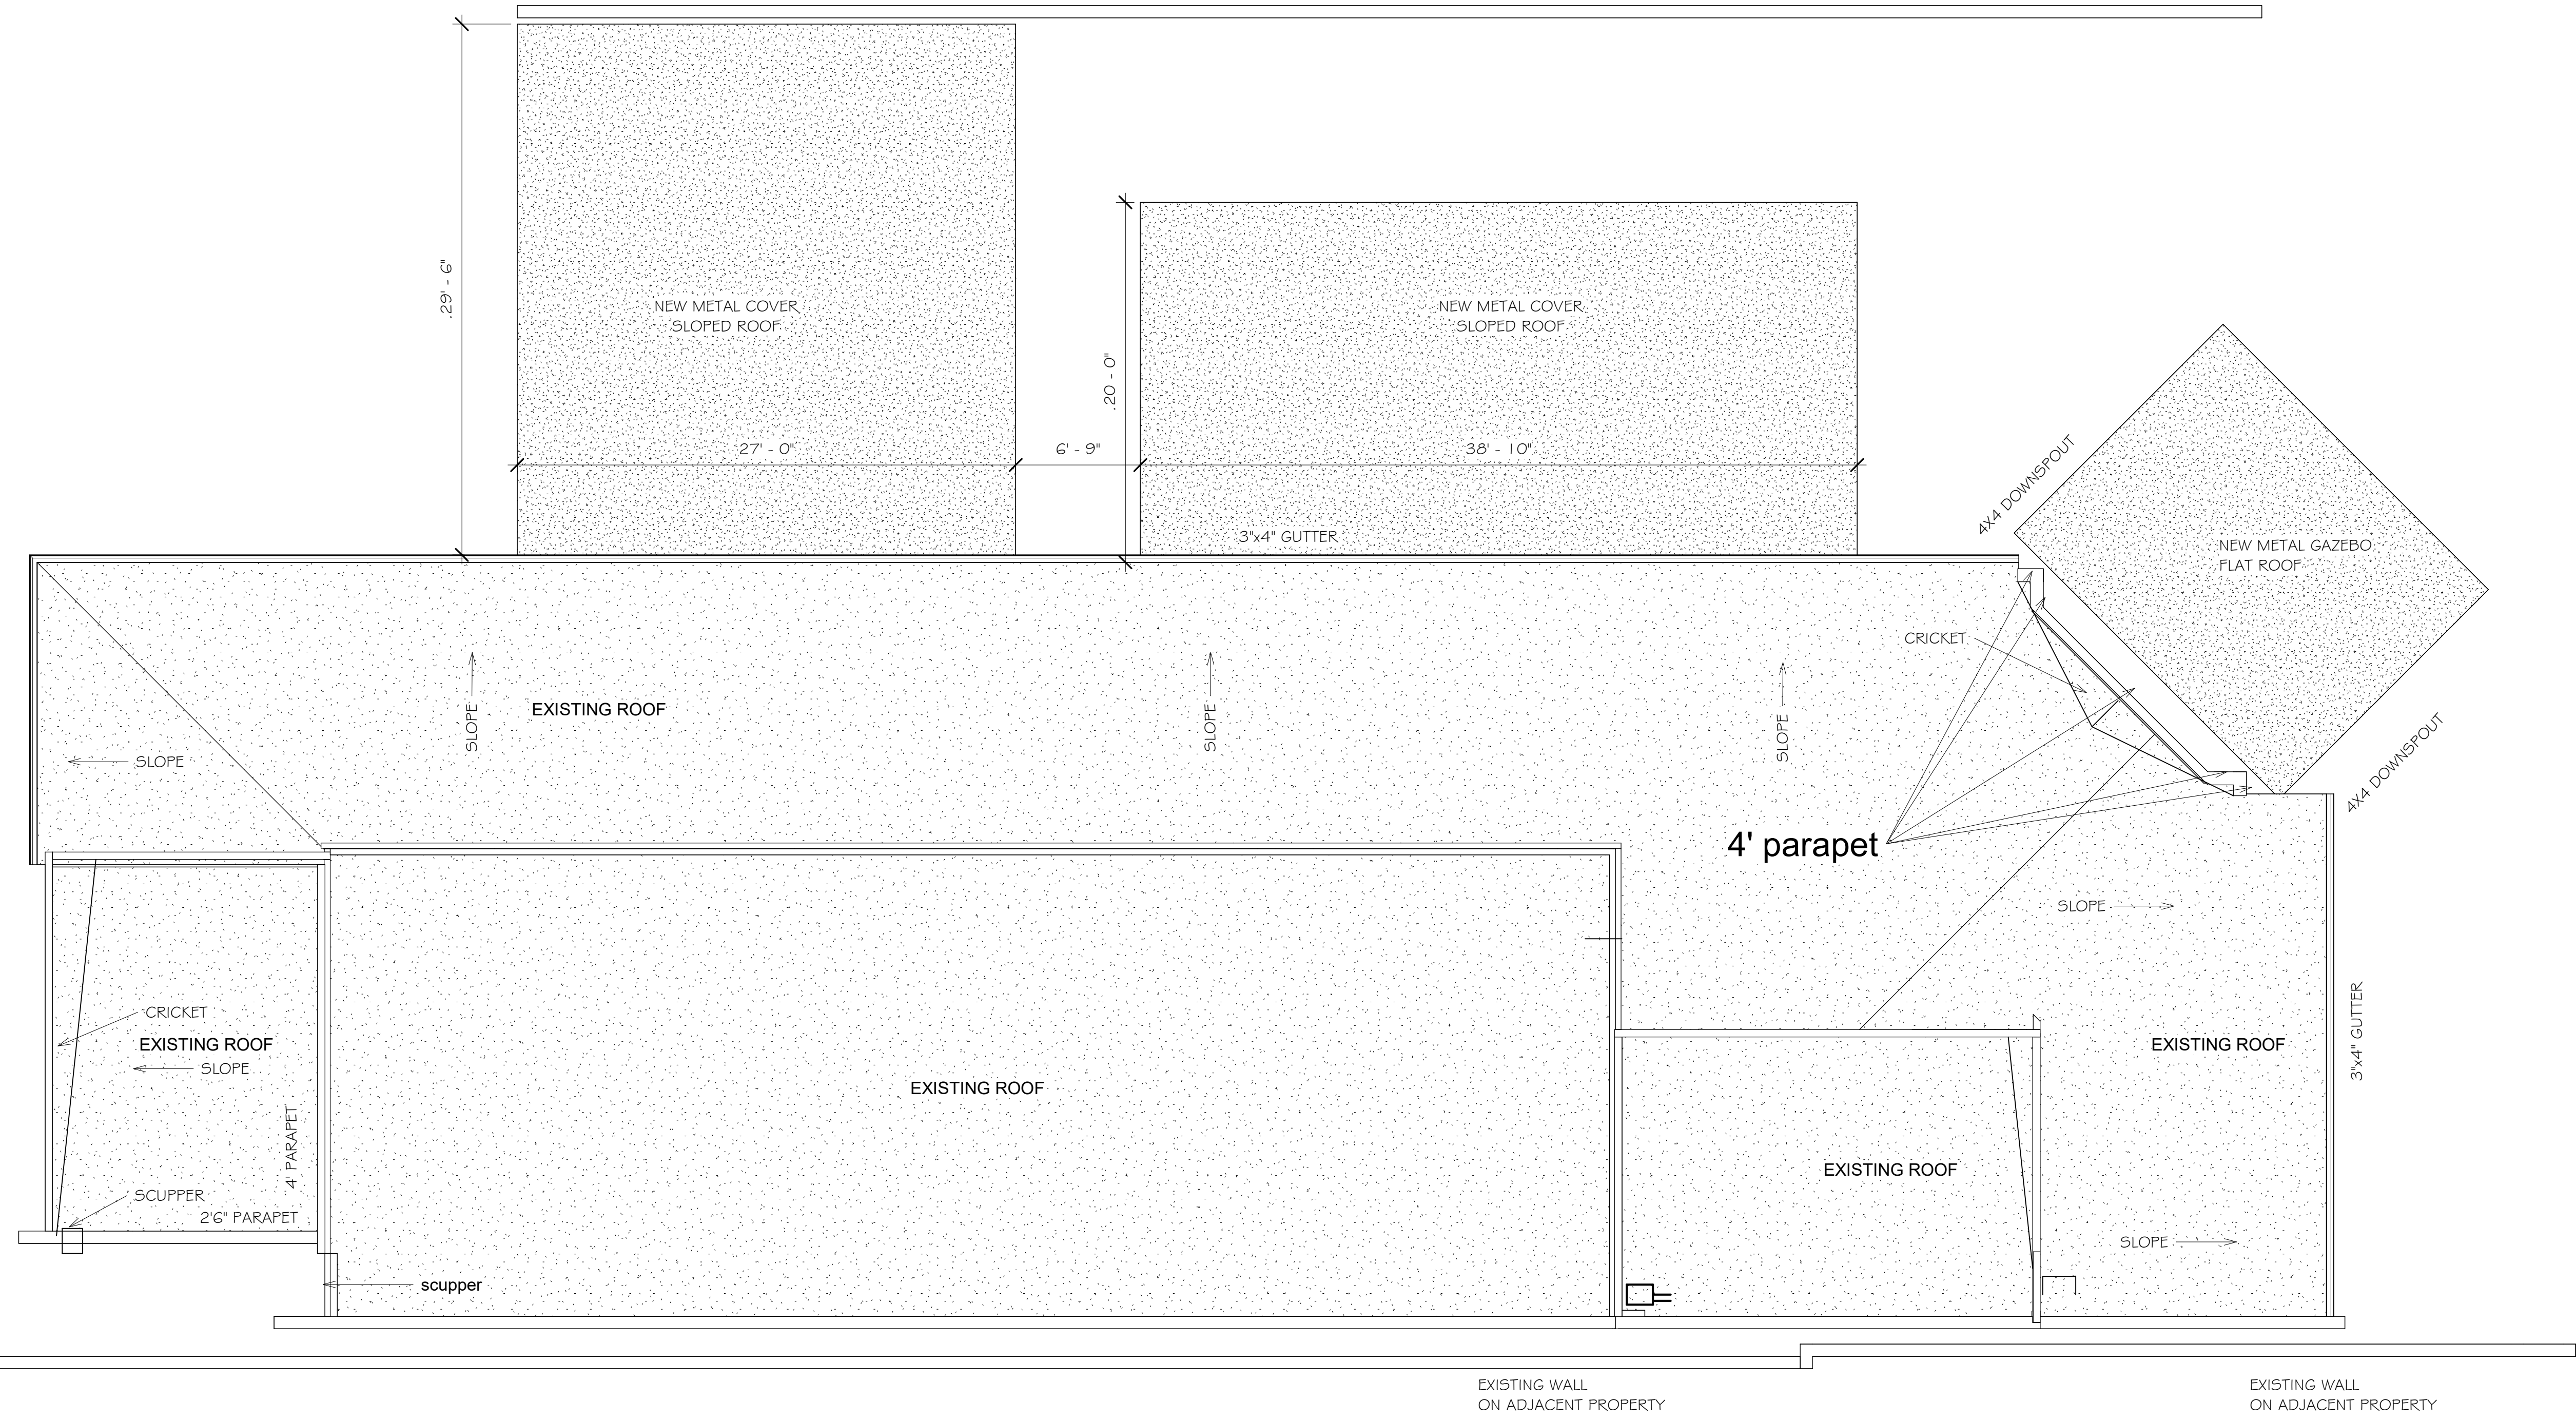 .29' - 6"
NEW METAL COVER
SLOPED ROOF
27' - 0"
6' - 9"
.20 - 0"
NEW METAL COVER
SLOPED ROOF
38' - 10"
3"x4" GUTTER
4X4 DOWNSPOUT
NEW METAL GAZEBO
FLAT ROOF
4X4 DOWNSPOUT
CRICKET
SLOPE
EXISTING ROOF
SLOPE
SLOPE
SLOPE
4' parapet
SLOPE
CRICKET
EXISTING ROOF
SLOPE
4' PARAPET
SCUPPER
2'6" PARAPET
scupper
EXISTING ROOF
EXISTING ROOF
EXISTING ROOF
3"x4" GUTTER
SLOPE
EXISTING WALL
ON ADJACENT PROPERTY
EXISTING WALL
ON ADJACENT PROPERTY